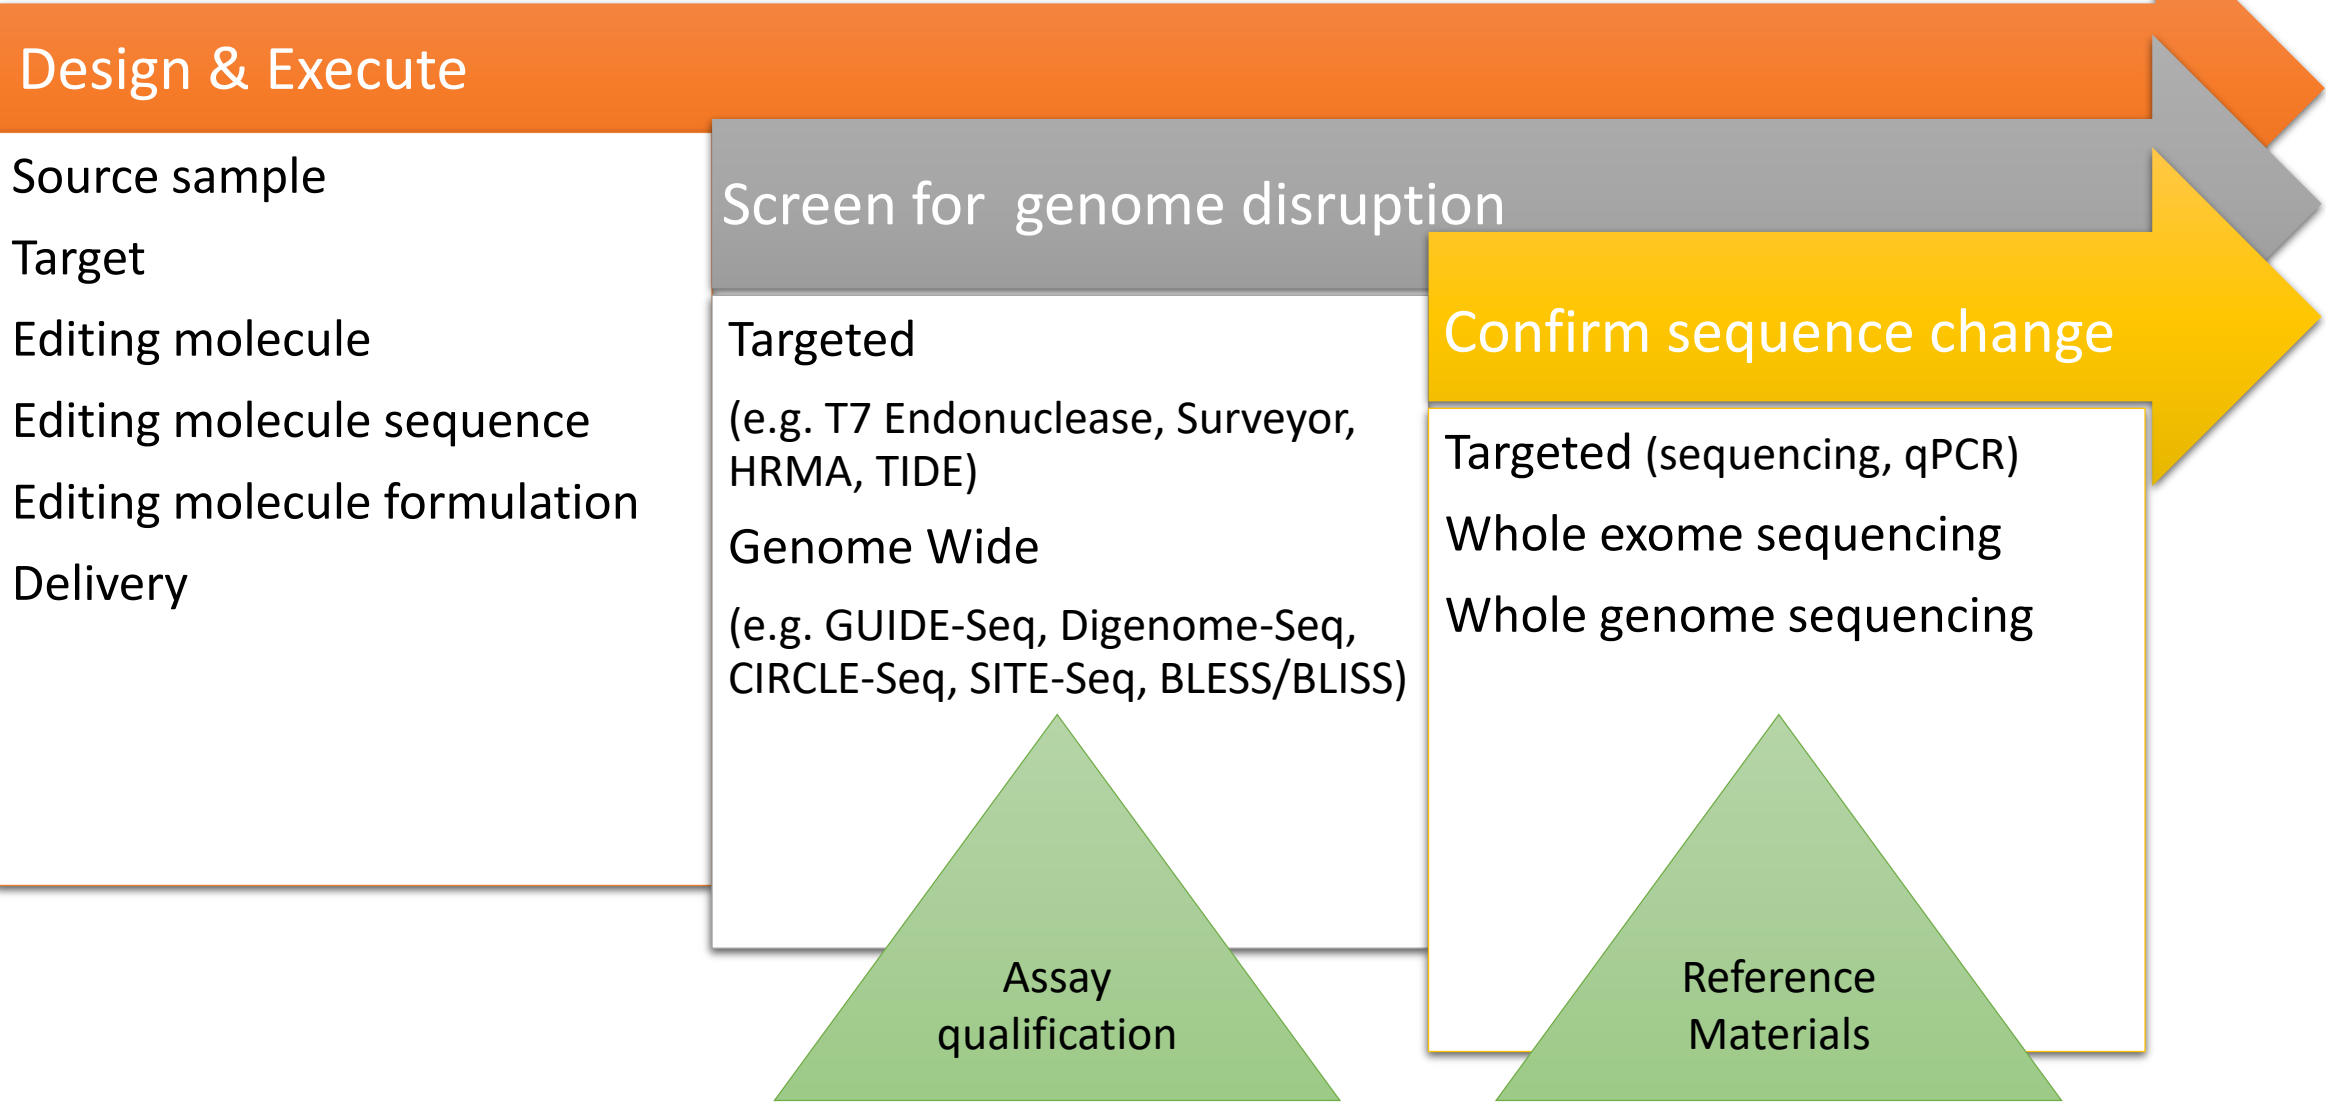 Design & Execute
Source sample
Target
Editing molecule
Editing molecule sequence
Editing molecule formulation
Delivery
Screen for  genome disruption
Targeted
(e.g. T7 Endonuclease, Surveyor,
HRMA, TIDE)
Genome Wide
(e.g. GUIDE-Seq, Digenome-Seq,
CIRCLE-Seq, SITE-Seq, BLESS/BLISS)
Assay
qualification
Confirm sequence change
Targeted (sequencing, qPCR)
Whole exome sequencing
Whole genome sequencing
Reference
Materials